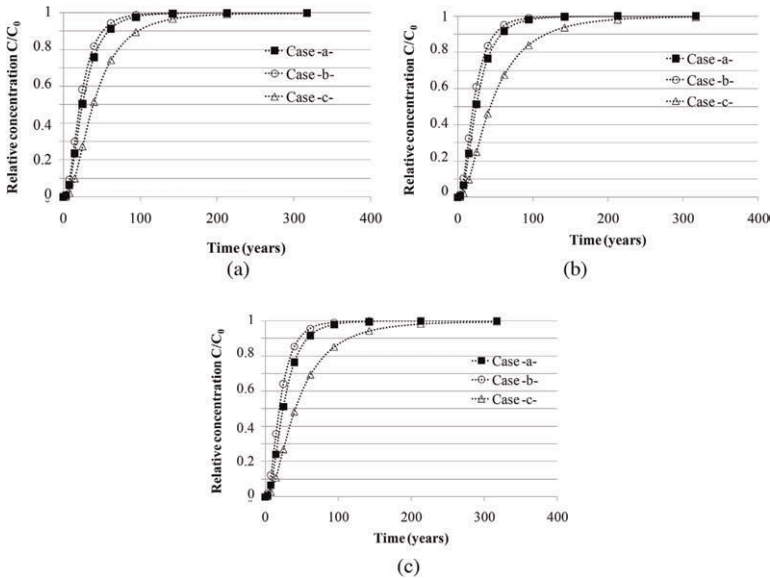 Relative concentration C/C0
1
0.8
0.6
0.4
0.2
0
0 100 200 300 400
Time (years)
Case -a-
Case -b-
Case -c-
(a)
Relative concentration C/C0
1
0.8
0.6
0.4
0.2
0
0 100 200 300 400
Time (years)
Case -a-
Case -b-
Case -c-
(b)
Relative concentration C/C0
1
0.8
0.6
0.4
0.2
0
0 100 200 300 400
Time (years)
Case -a-
Case -b-
Case -c-
(c)